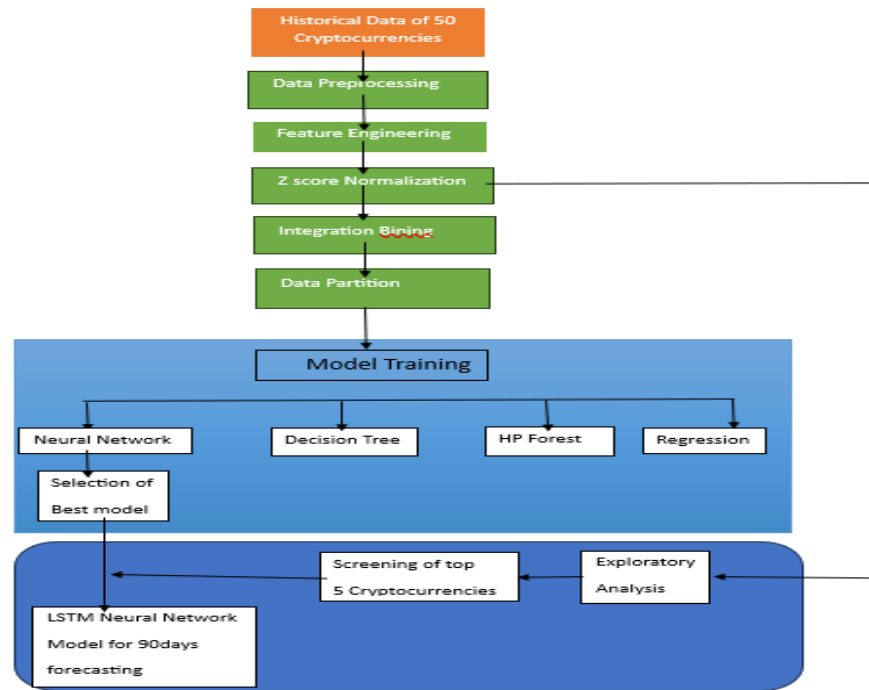 Historical Data of 50
Cryptocurrencies
Data Preprocessing
Feature Engineering
Z score Normalization
Integration Bining
Data Partition
Model Training
Neural Network
Decision Tree
HP Forest
Regression
Selection of
Best model
Screening of top
5 Cryptocurrencies
Exploratory
Analysis
LSTM Neural Network
Model for 90days
forecasting